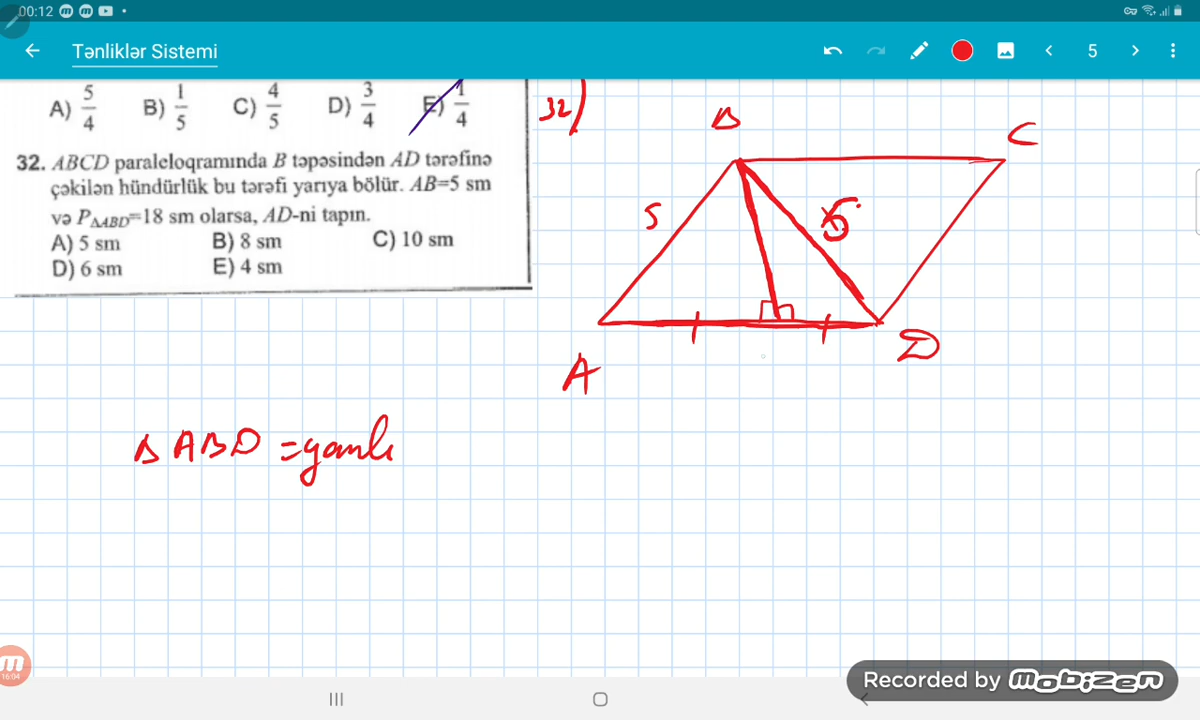 00:12
Tənliklər Sistemi
5
A) 5/4 B) 1/5 C) 4/5 D) 3/4 E) 1/4
32. ABCD paraleloqramında B təpəsindən AD tərəfinə
çəkilən hündürlük bu tərəfi yarıya bölür. AB=5 sm
və PΔABD=18 sm olarsa, AD-ni tapın.
A) 5 sm B) 8 sm C) 10 sm
D) 6 sm E) 4 sm
32)
B
C
5
5
A
D
Δ ABD =yanlı
16:04
Recorded by mobizen